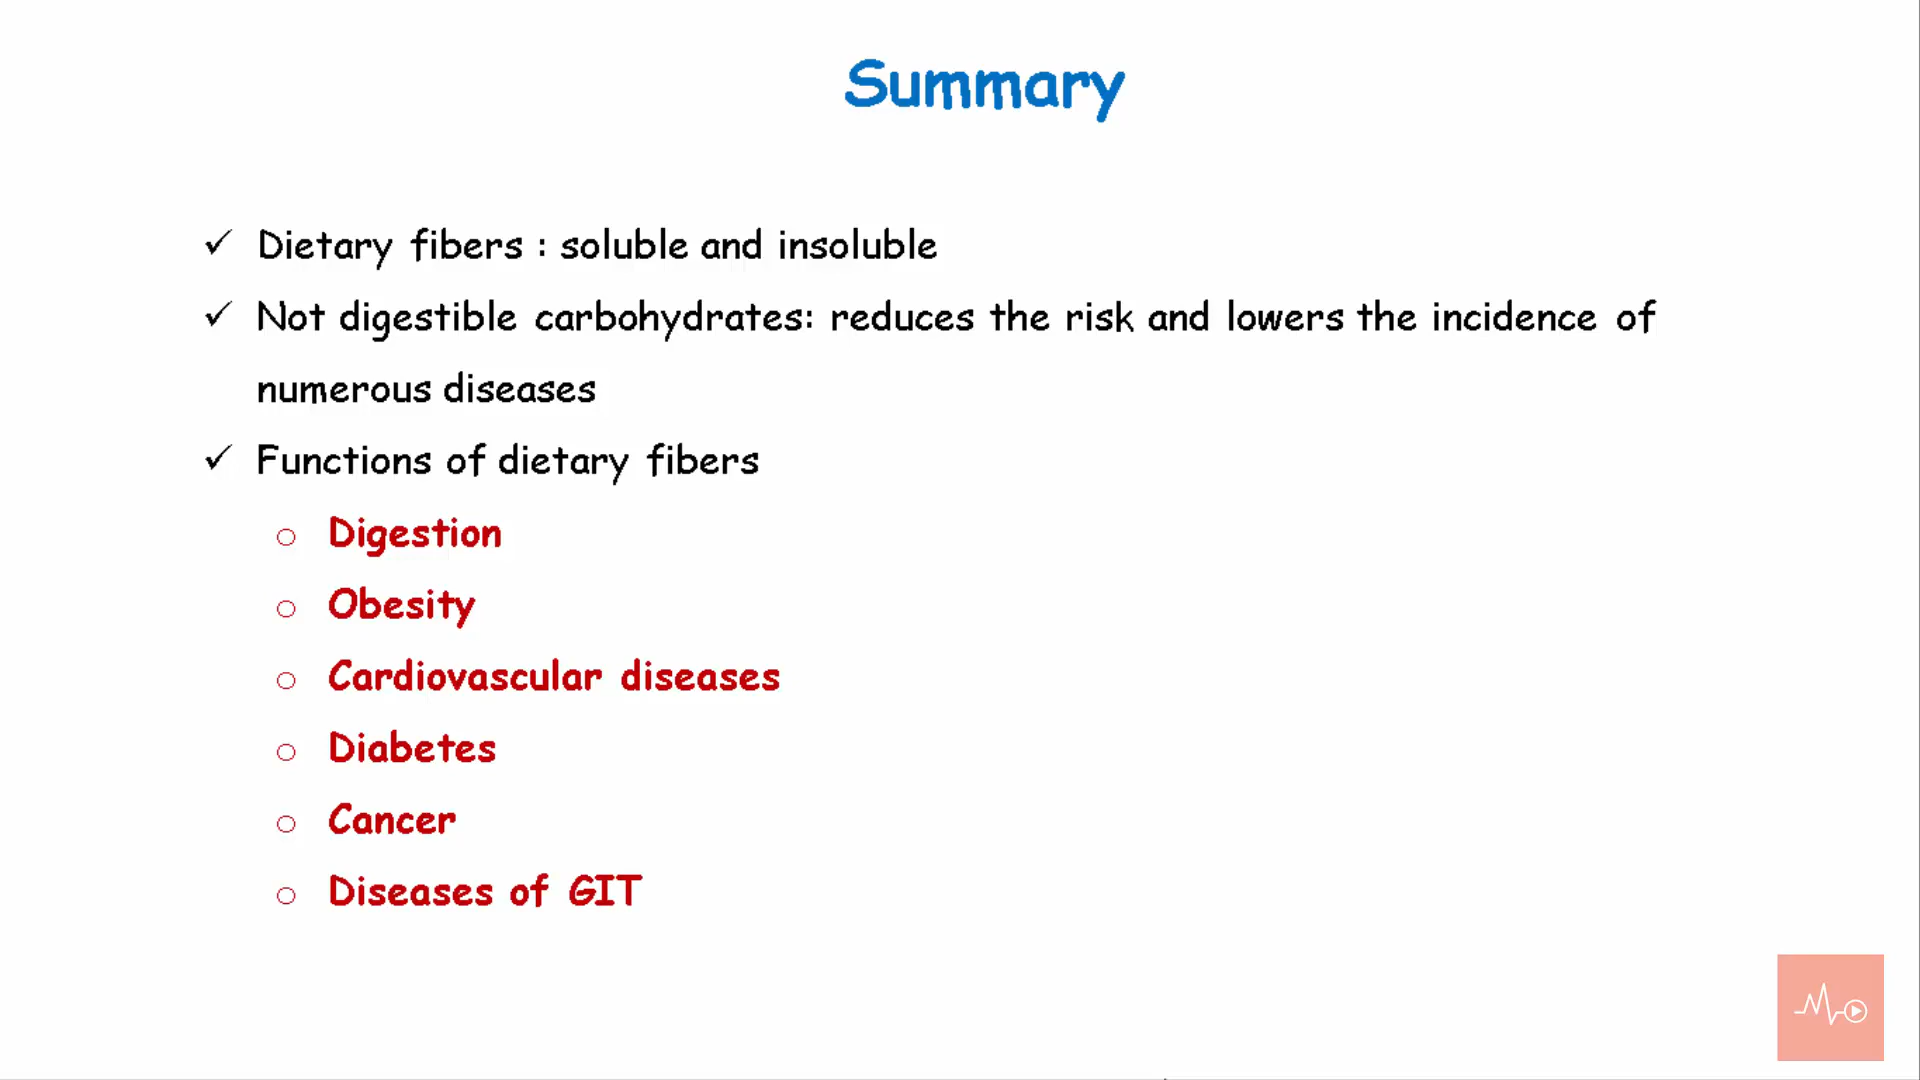 Summary
✓ Dietary fibers : soluble and insoluble
✓ Not digestible carbohydrates: reduces the risk and lowers the incidence of
numerous diseases
✓ Functions of dietary fibers
o Digestion
o Obesity
o Cardiovascular diseases
o Diabetes
o Cancer
o Diseases of GIT